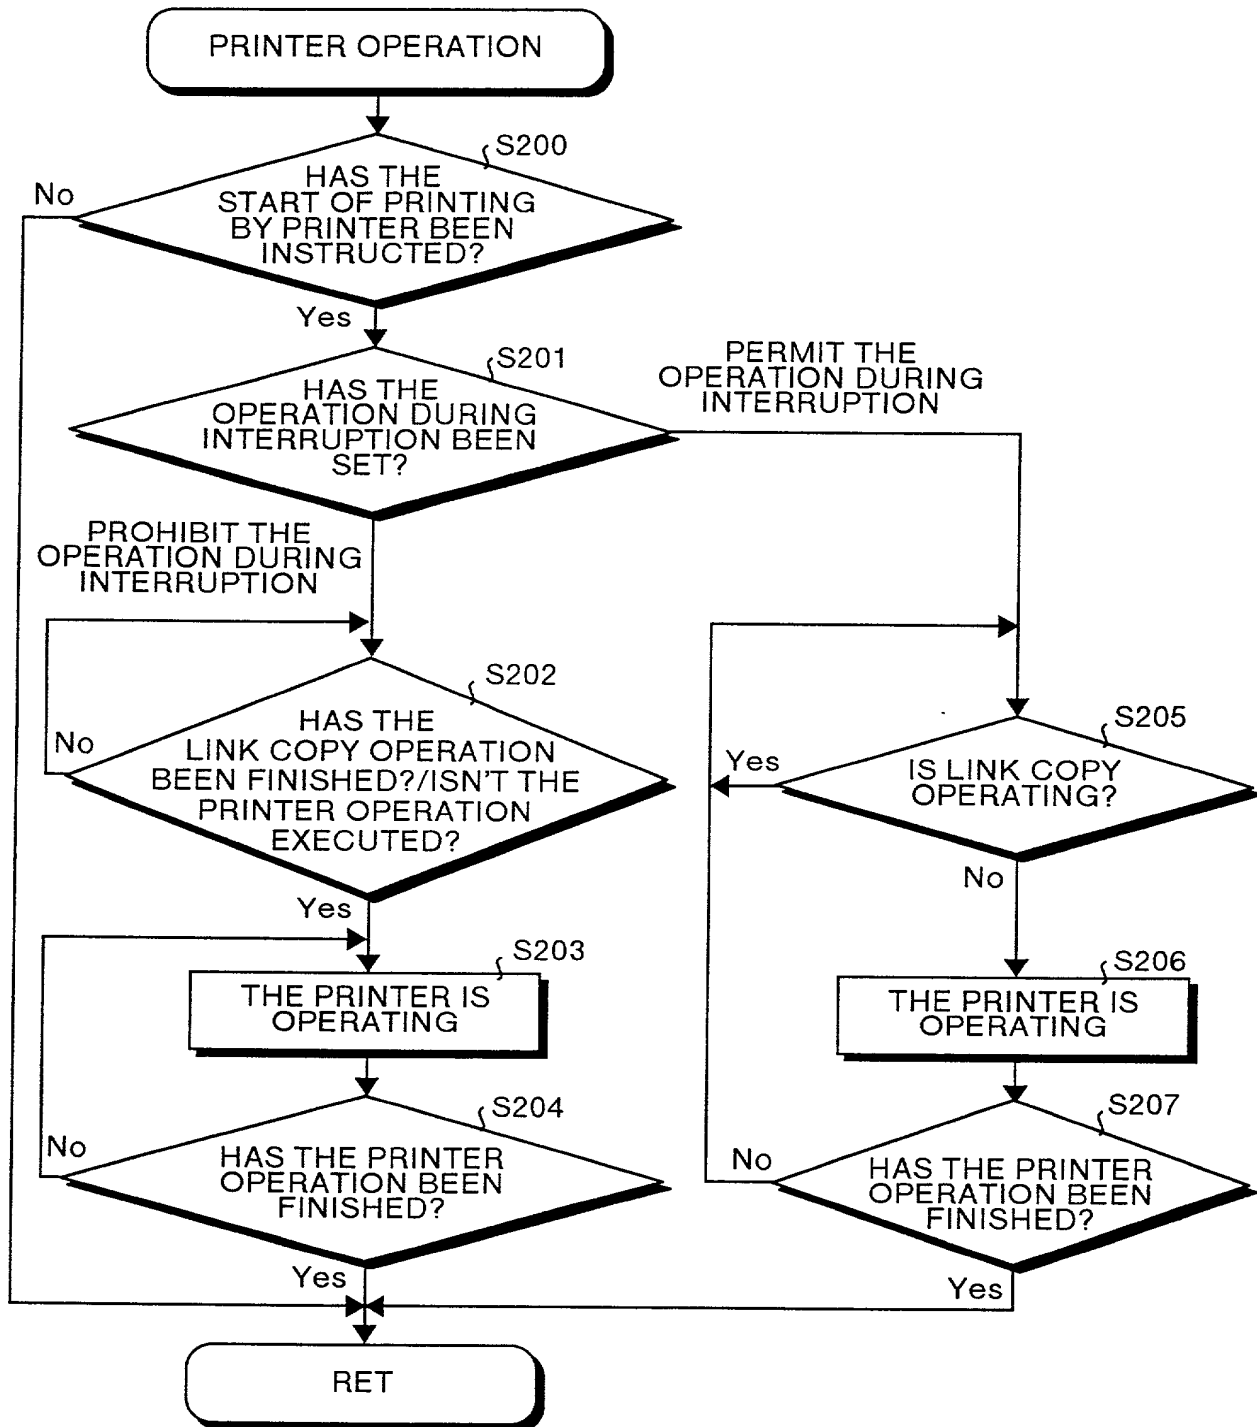 PRINTER OPERATION
S200
No
HAS THE
START OF PRINTING
BY PRINTER BEEN
INSTRUCTED?
Yes
S201
HAS THE
OPERATION DURING
INTERRUPTION BEEN
SET?
PERMIT THE
OPERATION DURING
INTERRUPTION
PROHIBIT THE
OPERATION DURING
INTERRUPTION
S202
No
HAS THE
LINK COPY OPERATION
BEEN FINISHED?/ISN'T THE
PRINTER OPERATION
EXECUTED?
Yes
S205
Yes
IS LINK COPY
OPERATING?
No
S203
THE PRINTER IS
OPERATING
S206
THE PRINTER IS
OPERATING
S204
No
HAS THE PRINTER
OPERATION BEEN
FINISHED?
Yes
S207
No
HAS THE PRINTER
OPERATION BEEN
FINISHED?
Yes
RET